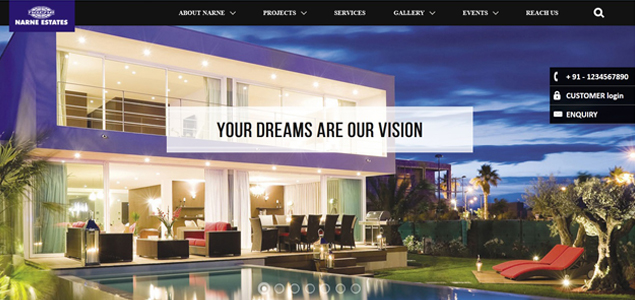 NARNE ESTATES
ABOUT NARNE
PROJECTS
SERVICES
GALLERY
EVENTS
REACH US
+ 91 - 1234567890
CUSTOMER login
ENQUIRY
YOUR DREAMS ARE OUR VISION